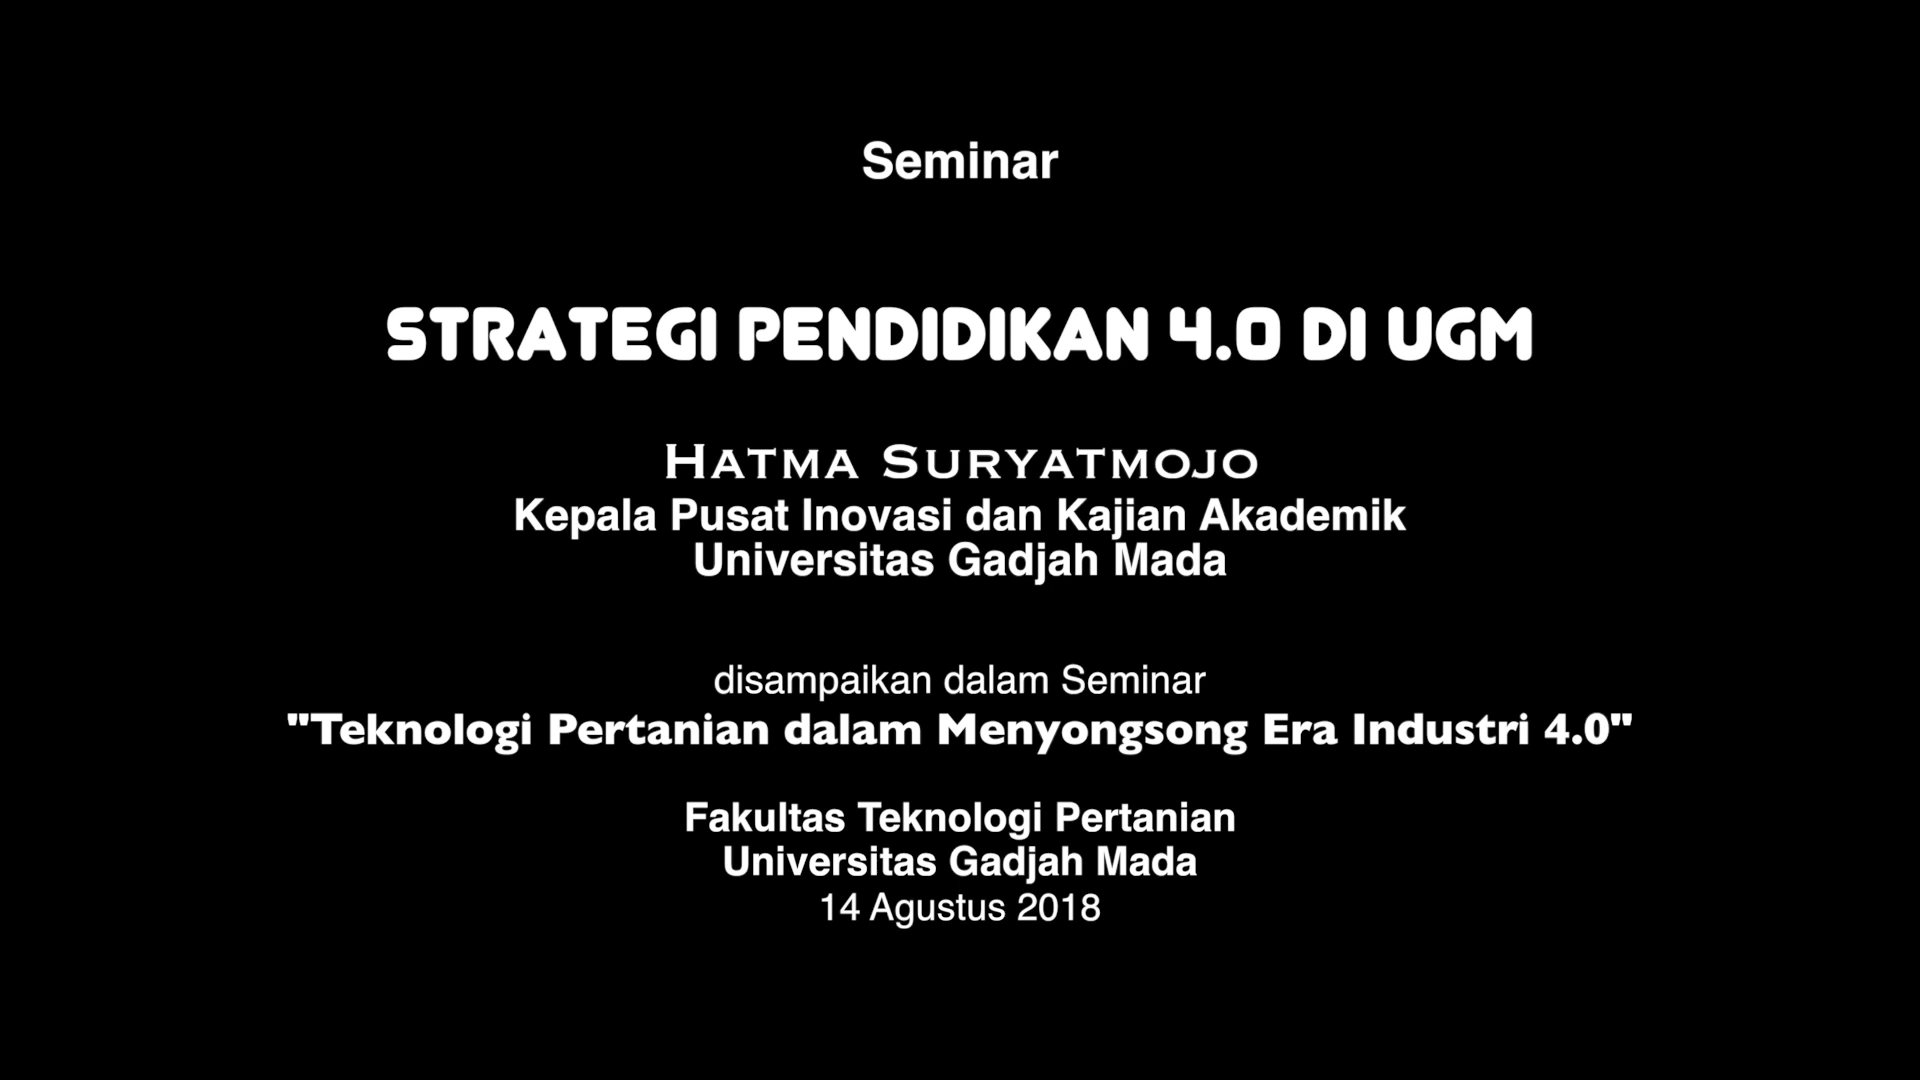 Seminar
STRATEGI PENDIDIKAN 4.0 DI UGM
HATMA SURYATMOJO
Kepala Pusat Inovasi dan Kajian Akademik
Universitas Gadjah Mada
disampaikan dalam Seminar
"Teknologi Pertanian dalam Menyongsong Era Industri 4.0"
Fakultas Teknologi Pertanian
Universitas Gadjah Mada
14 Agustus 2018